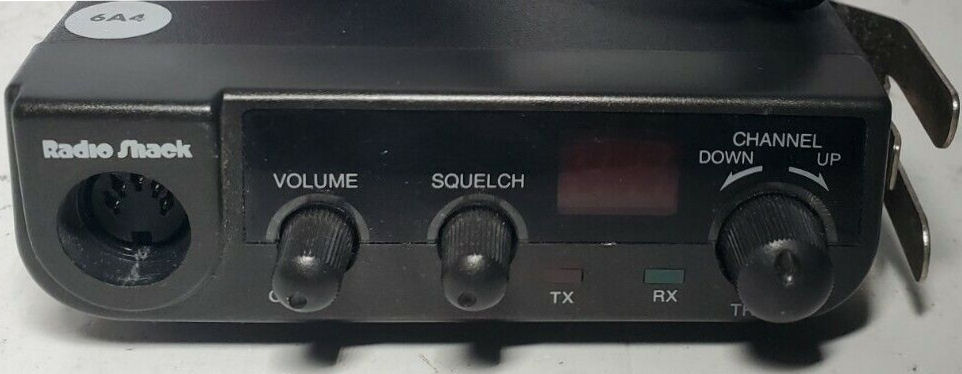 6A4
Radio Shack
VOLUME
SQUELCH
CHANNEL
DOWN UP
TX
RX